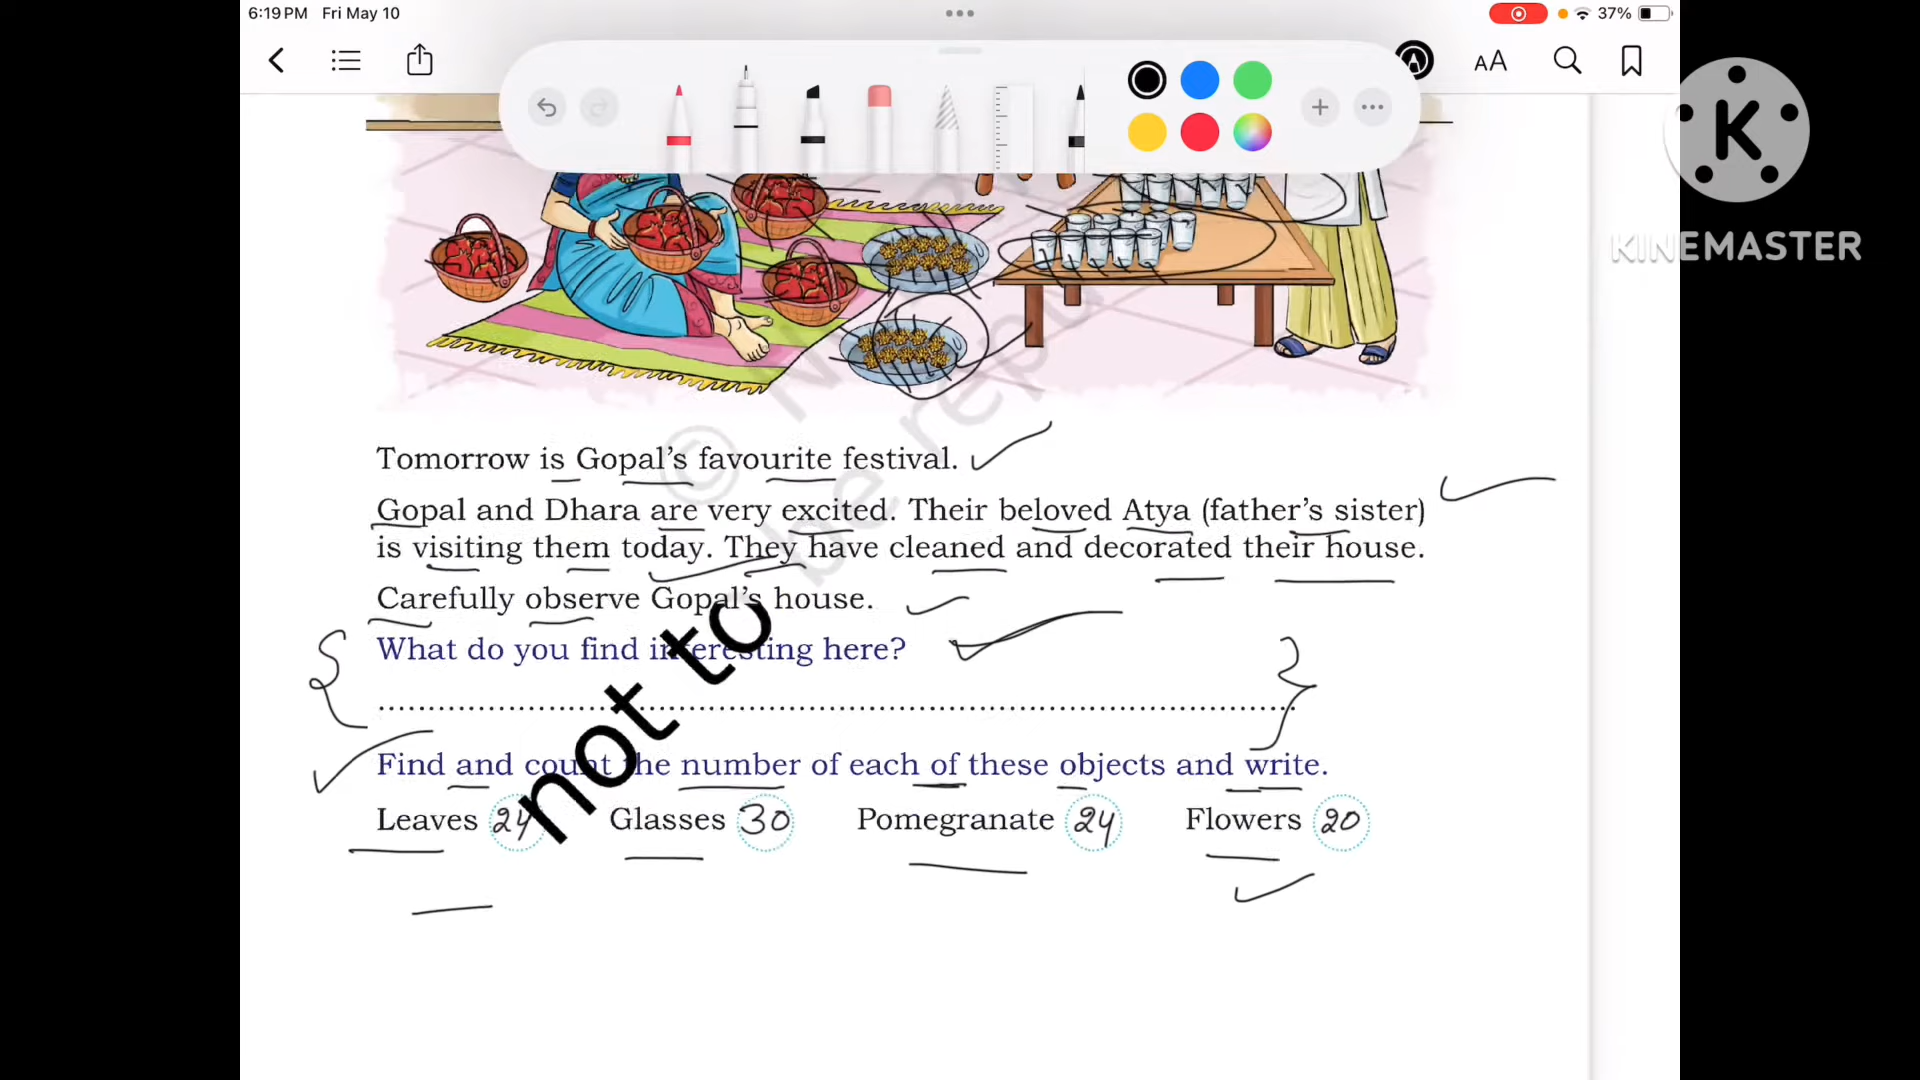 6:19 PM Fri May 10
37%
AA
K
KINEMASTER
Tomorrow is Gopal's favourite festival.
Gopal and Dhara are very excited. Their beloved Atya (father's sister)
is visiting them today. They have cleaned and decorated their house.
Carefully observe Gopal's house.
What do you find interesting here?
Find and count the number of each of these objects and write.
Leaves 24 Glasses 30 Pomegranate 24 Flowers 20
not to
be repu
©